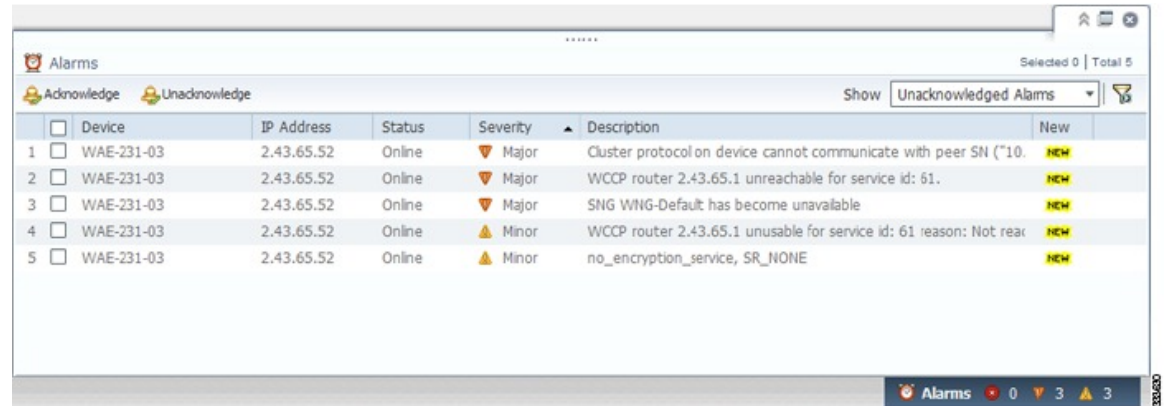 Alarms
Selected 0 | Total 5
Acknowledge Unacknowledge Show Unacknowledged Alarms
Device IP Address Status Severity Description New
1 WAE-231-03 2.43.65.52 Online Major Cluster protocol on device cannot communicate with peer SN ("10. NEW
2 WAE-231-03 2.43.65.52 Online Major WCCP router 2.43.65.1 unreachable for service id: 61. NEW
3 WAE-231-03 2.43.65.52 Online Major SNG WNG-Default has become unavailable NEW
4 WAE-231-03 2.43.65.52 Online Minor WCCP router 2.43.65.1 unusable for service id: 61 reason: Not reac NEW
5 WAE-231-03 2.43.65.52 Online Minor no_encryption_service, SR_NONE NEW
Alarms 0 3 3